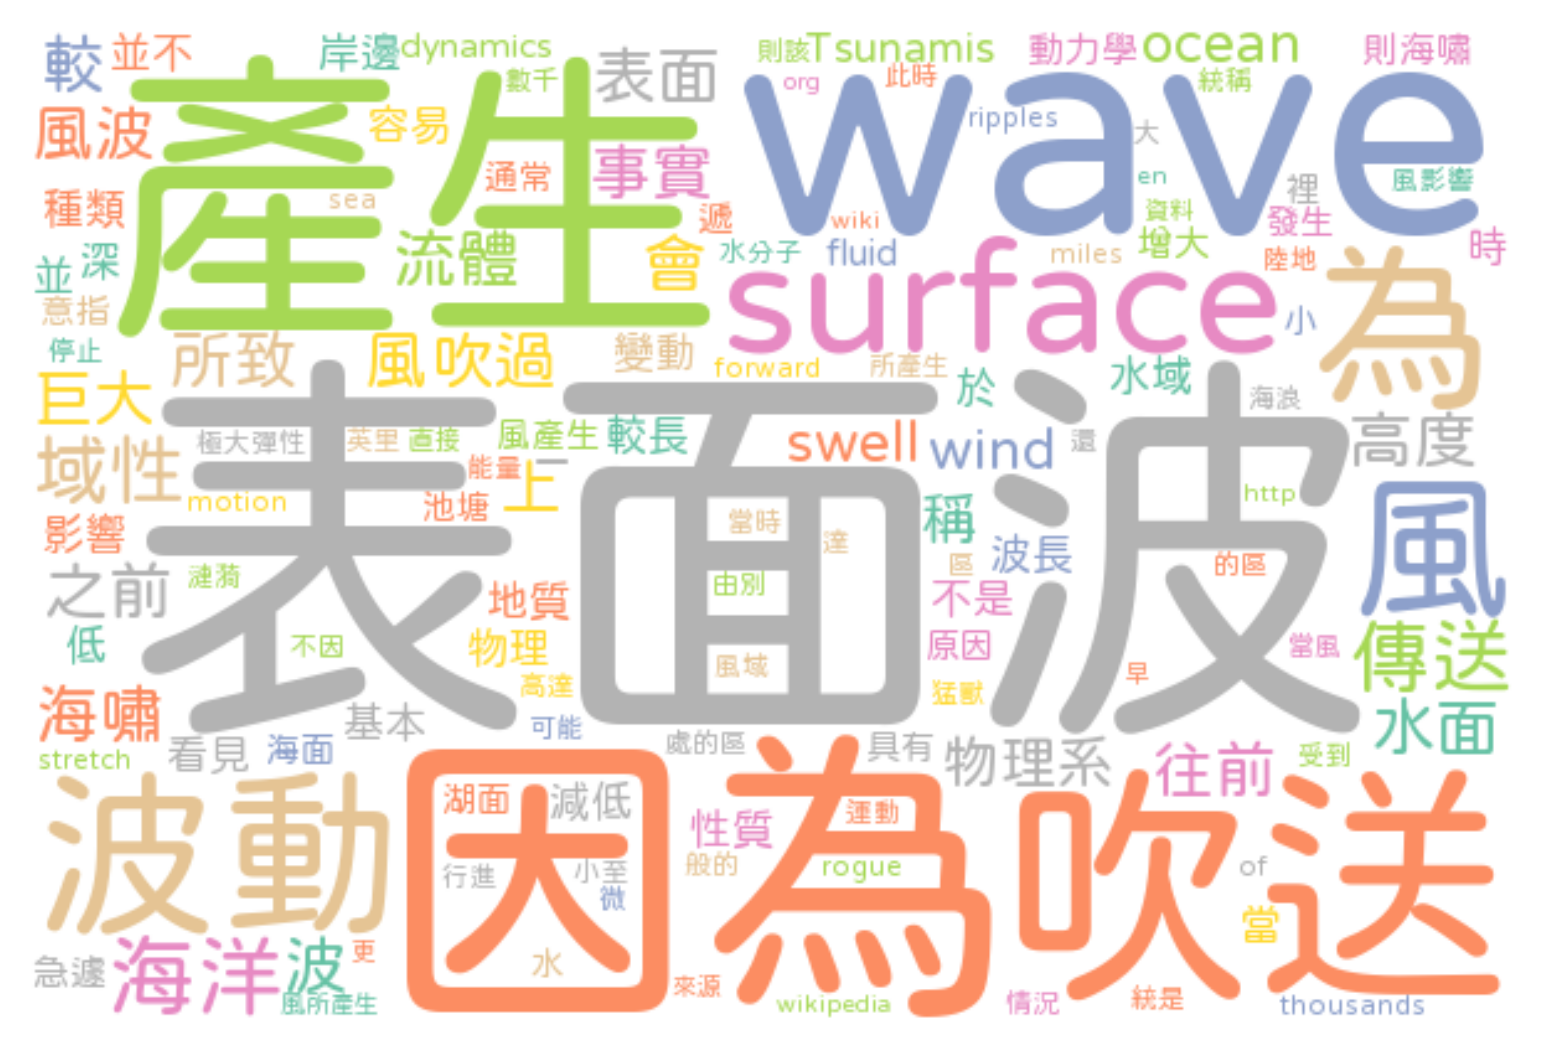 較 並不 岸邊 dynamics 表面 則該 Tsunamis 動力學 ocean 則海嘯
數千 org 此時 統稱
產生 wave
風波 容易 ripples 大
種類 sea 通常 事實 遞 wiki en 資料 裡 發生 風影響
並 深 流體 會 水分子 fluid miles 增大 陸地 時
意指 surface 小 為
停止 所致 風吹過 變動 forward 所產生 於 水域 海浪
巨大 極大彈性 英里 直接 風產生 較長 swell wind 還 高度
域性 motion 池塘 能量 上 一 稱 http 風
表面波
影響 當時 達 區 波長 的區
之前 漣漪 地質 由別 不是
低 不因 物理 風域 原因 當風 傳送
海嘯 高達 猛獸 早 水面
基本 可能
stretch 看見 海面 處的區 具有 物理系 往前 受到
波動 因為 吹送
湖面 減低 性質 運動
行進 小至 微 般的 rogue of
急遽 海洋 波 更 水 當
風所產生 來源 wikipedia 情況 統是 thousands